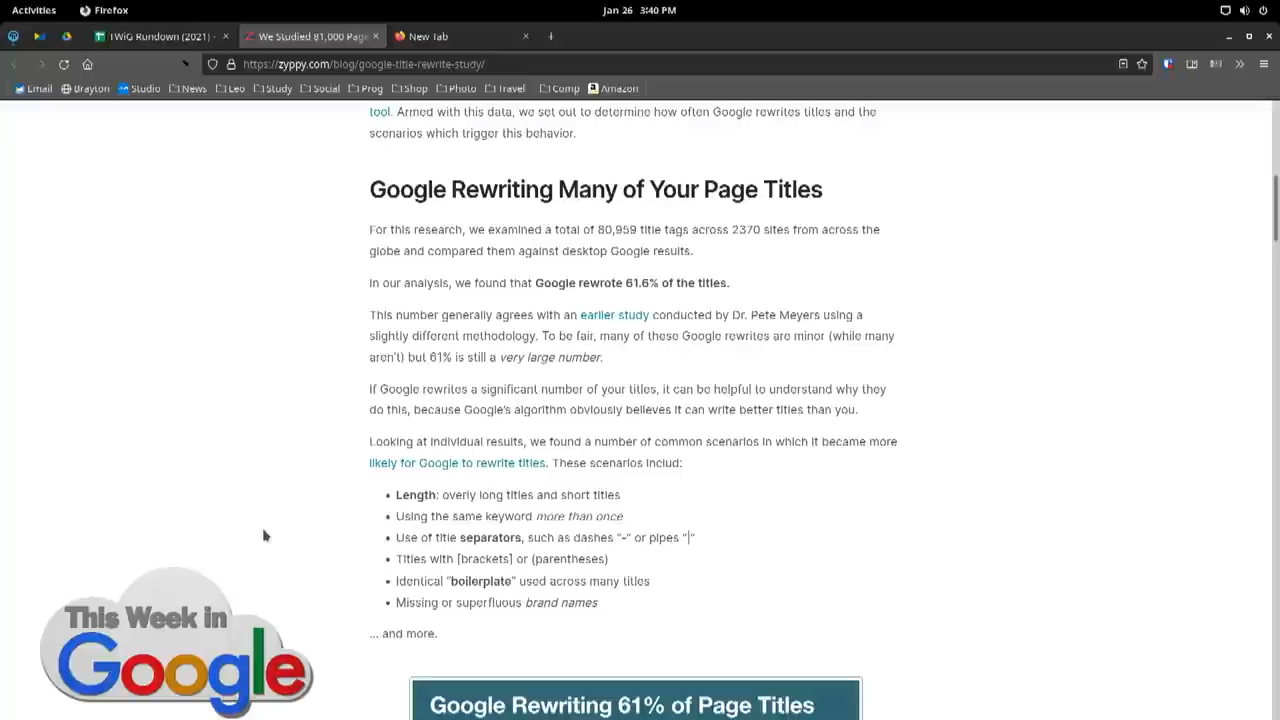 Activities Firefox Jan 26 3:40 PM
TWiG Rundown (2021) - We Studied 81,000 Page New Tab
https://zyppy.com/blog/google-title-rewrite-study/
Email Brayton Studio News Leo Study Social Prog Shop Photo Travel Comp Amazon
tool. Armed with this data, we set out to determine how often Google rewrites titles and the
scenarios which trigger this behavior.
Google Rewriting Many of Your Page Titles
For this research, we examined a total of 80,959 title tags across 2370 sites from across the
globe and compared them against desktop Google results.
In our analysis, we found that Google rewrote 61.6% of the titles.
This number generally agrees with an earlier study conducted by Dr. Pete Meyers using a
slightly different methodology. To be fair, many of these Google rewrites are minor (while many
aren't) but 61% is still a very large number.
If Google rewrites a significant number of your titles, it can be helpful to understand why they
do this, because Google's algorithm obviously believes it can write better titles than you.
Looking at individual results, we found a number of common scenarios in which it became more
likely for Google to rewrite titles. These scenarios includ:
• Length: overly long titles and short titles
• Using the same keyword more than once
• Use of title separators, such as dashes “-” or pipes “|”
• Titles with [brackets] or (parentheses)
• Identical “boilerplate” used across many titles
• Missing or superfluous brand names
... and more.
Google Rewriting 61% of Page Titles
This Week in
Google